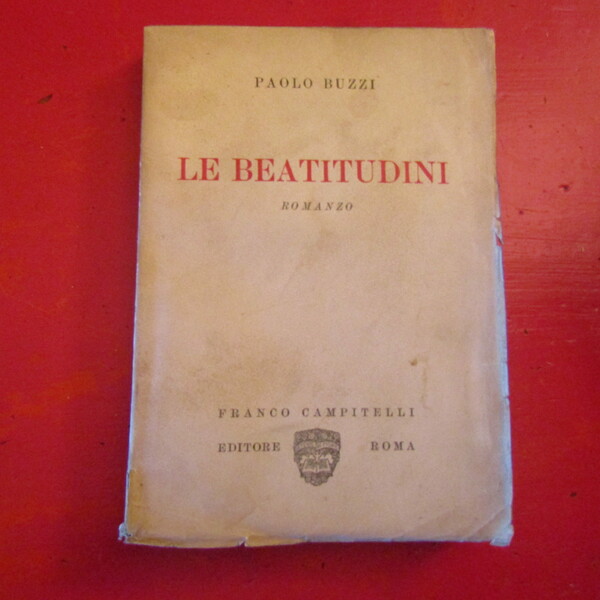 PAOLO BUZZI
LE BEATITUDINI
ROMANZO
FRANCO CAMPITELLI
EDITORE ROMA